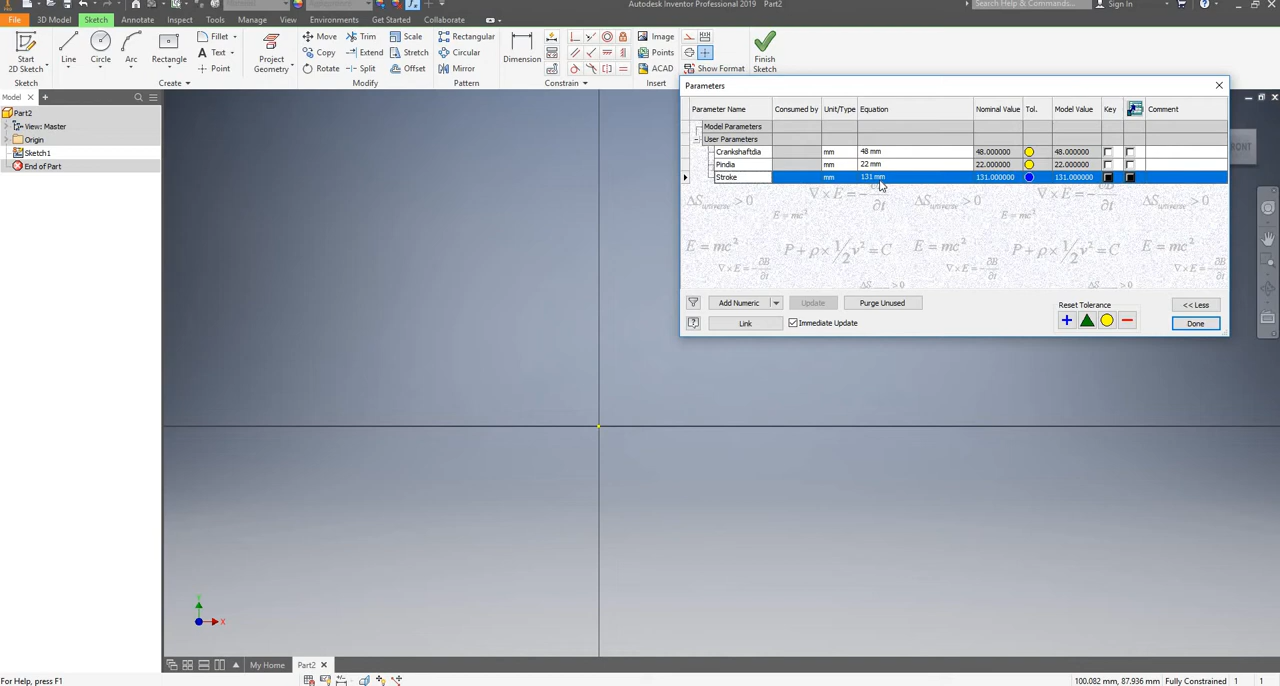 Autodesk Inventor Professional 2019 Part2
Search Help & Commands...
Sign In
File 3D Model Sketch Annotate Inspect Tools Manage View Environments Get Started Collaborate
Start
2D Sketch
Line
Circle
Arc
Rectangle
Fillet
Text
Point
Project
Geometry
Move
Copy
Rotate
Trim
Extend
Split
Scale
Stretch
Offset
Rectangular
Circular
Mirror
Dimension
Image
Points
ACAD
Show Format
Finish
Sketch
Create
Modify
Pattern
Constrain
Insert
Model
Part2
View: Master
Origin
Sketch1
End of Part
Parameters
Parameter Name Consumed by Unit/Type Equation Nominal Value Tol. Model Value Key Comment
Model Parameters
User Parameters
Crankshaftdia mm 48 mm 48.000000 48.000000
Pindia mm 22 mm 22.000000 22.000000
Stroke mm 131 mm 131.000000 131.000000
Add Numeric
Update
Purge Unused
Link
Immediate Update
Reset Tolerance
<< Less
Done
RONT
Y
X
My Home Part2
For Help, press F1
100.082 mm, 87.936 mm Fully Constrained 1 1